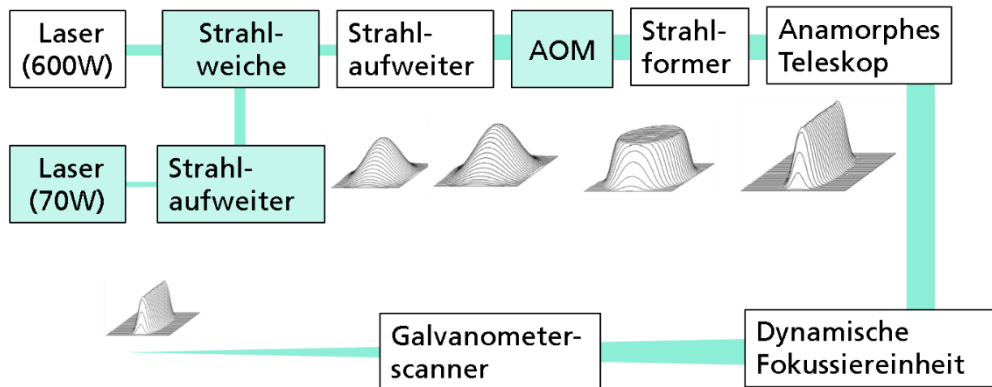 Laser
(600W)
Strahl-
weiche
Strahl-
aufweiter
AOM
Strahl-
former
Anamorphes
Teleskop
Laser
(70W)
Strahl-
aufweiter
Galvanometer-
scanner
Dynamische
Fokussiereinheit